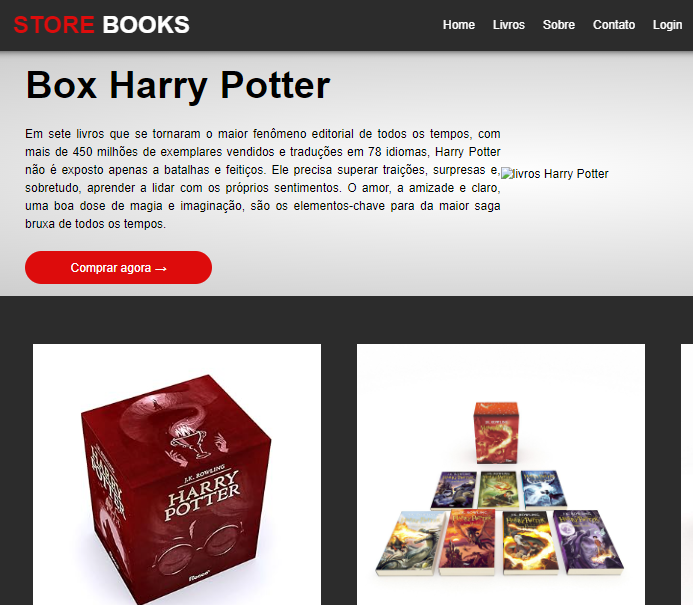 STORE BOOKS
Home Livros Sobre Contato Login
Box Harry Potter
Em sete livros que se tornaram o maior fenômeno editorial de todos os tempos, com
mais de 450 milhões de exemplares vendidos e traduções em 78 idiomas, Harry Potter
não é exposto apenas a batalhas e feitiços. Ele precisa superar traições, surpresas e,
sobretudo, aprender a lidar com os próprios sentimentos. O amor, a amizade e claro,
uma boa dose de magia e imaginação, são os elementos-chave para da maior saga
bruxa de todos os tempos.
livros Harry Potter
Comprar agora →
J.K. ROWLING
HARRY
POTTER